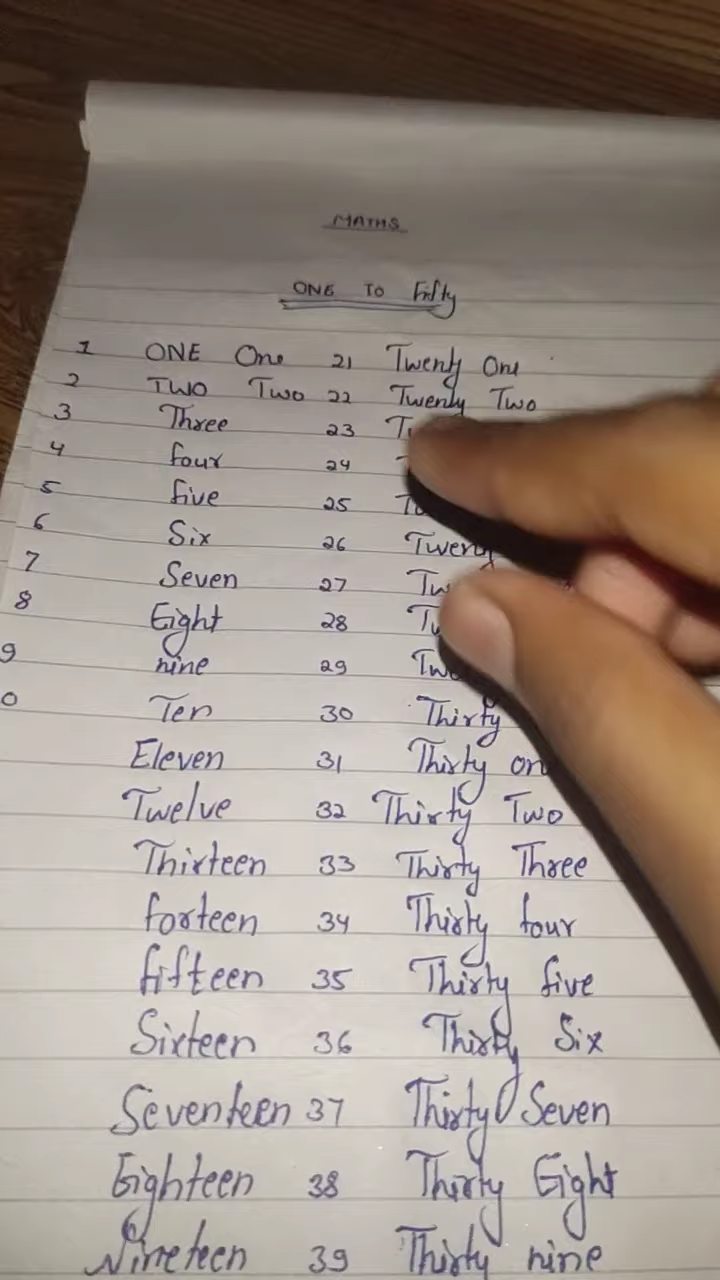 MATHS
ONE TO Fifty
1 ONE One 21 Twenty One
2 TWO Two 22 Twenty Two
3 Three 23
4 four 24
5 five 25
6 Six 26 Twenty
7 Seven 27
8 Eight 28
9 nine 29
0 Ten 30 Thirty
Eleven 31 Thirty one
Twelve 32 Thirty Two
Thirteen 33 Thirty Three
forteen 34 Thirty four
fifteen 35 Thirty five
Sixteen 36 Thirty Six
Seventeen 37 Thirty Seven
Eighteen 38 Thirty Eight
Nineteen 39 Thirty nine